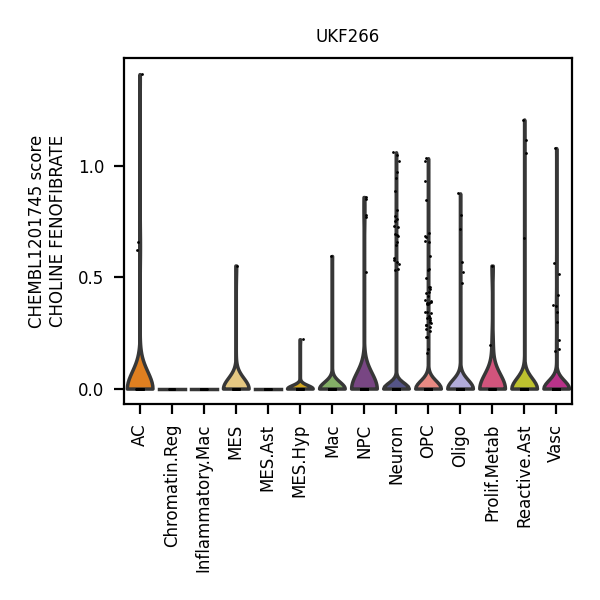 UKF266
CHEMBL1201745 score
CHOLINE FENOFIBRATE
1.0
0.5
0.0
AC
Chromatin.Reg
Inflammatory.Mac
MES
MES.Ast
MES.Hyp
Mac
NPC
Neuron
OPC
Oligo
Prolif.Metab
Reactive.Ast
Vasc